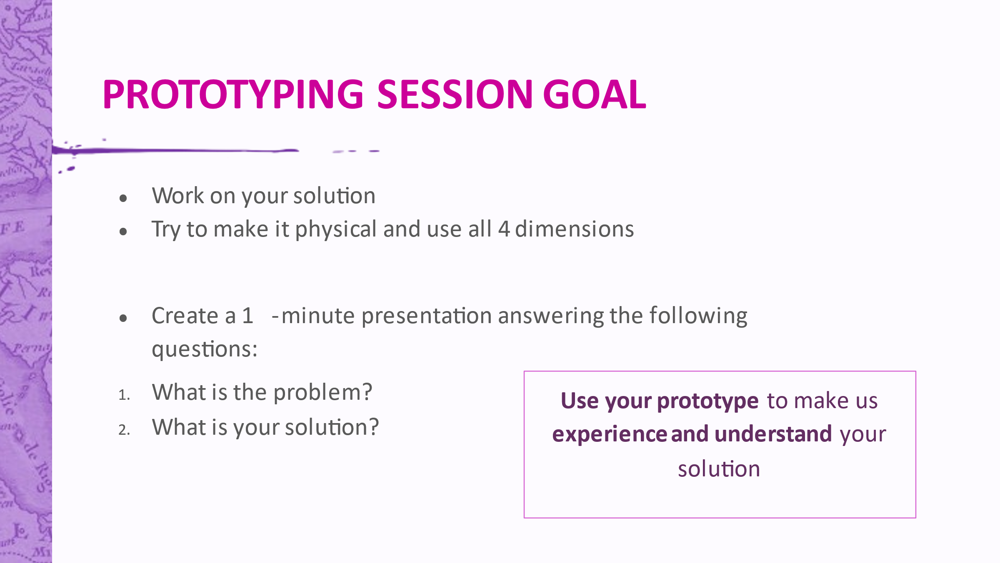 PROTOTYPING SESSION GOAL
• Work on your solution
• Try to make it physical and use all 4 dimensions
• Create a 1 -minute presentation answering the following
questions:
1. What is the problem?
2. What is your solution?
Use your prototype to make us
experience and understand your
solution